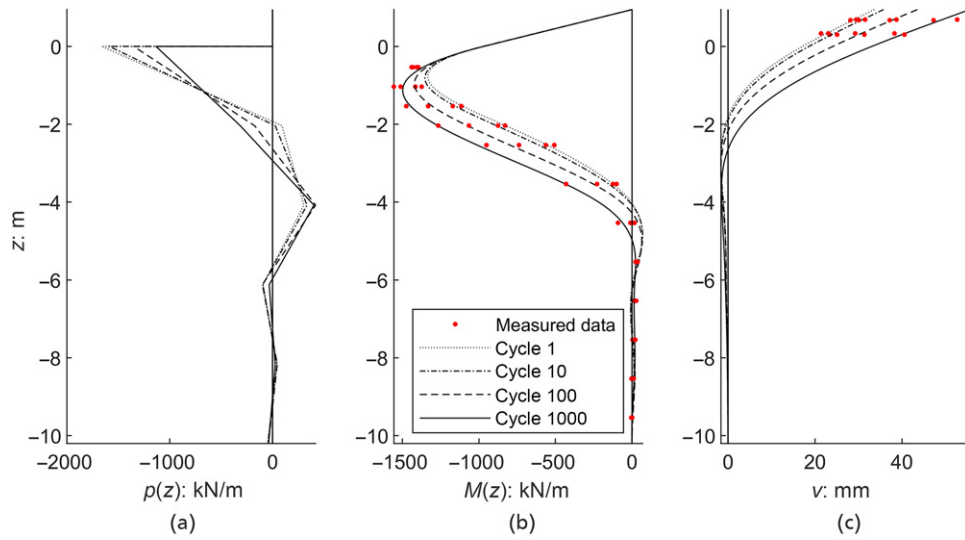 0
−2
−4
−6
−8
−10
z: m
−2000 −1000 0
p(z): kN/m
(a)
0
−2
−4
−6
−8
−10
Measured data
Cycle 1
Cycle 10
Cycle 100
Cycle 1000
−1500 −1000 −500 0
M(z): kN/m
(b)
0
−2
−4
−6
−8
−10
0 20 40
v: mm
(c)